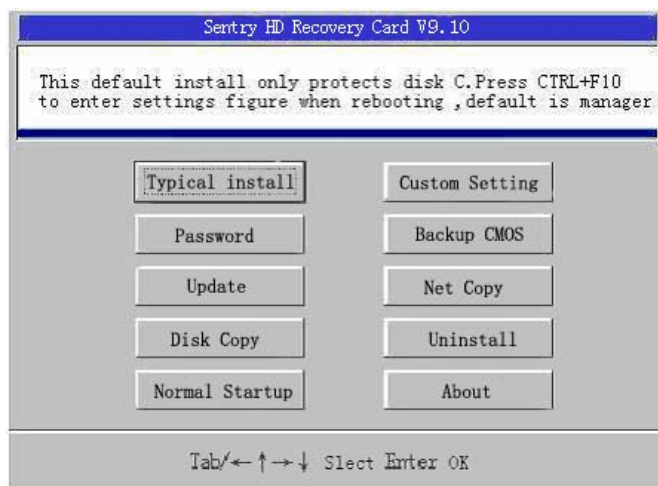 Sentry HD Recovery Card V9.10
This default install only protects disk C.Press CTRL+F10
to enter settings figure when rebooting ,default is manager
Typical install
Custom Setting
Password
Backup CMOS
Update
Net Copy
Disk Copy
Uninstall
Normal Startup
About
Tab/←↑→↓ Slect Enter OK